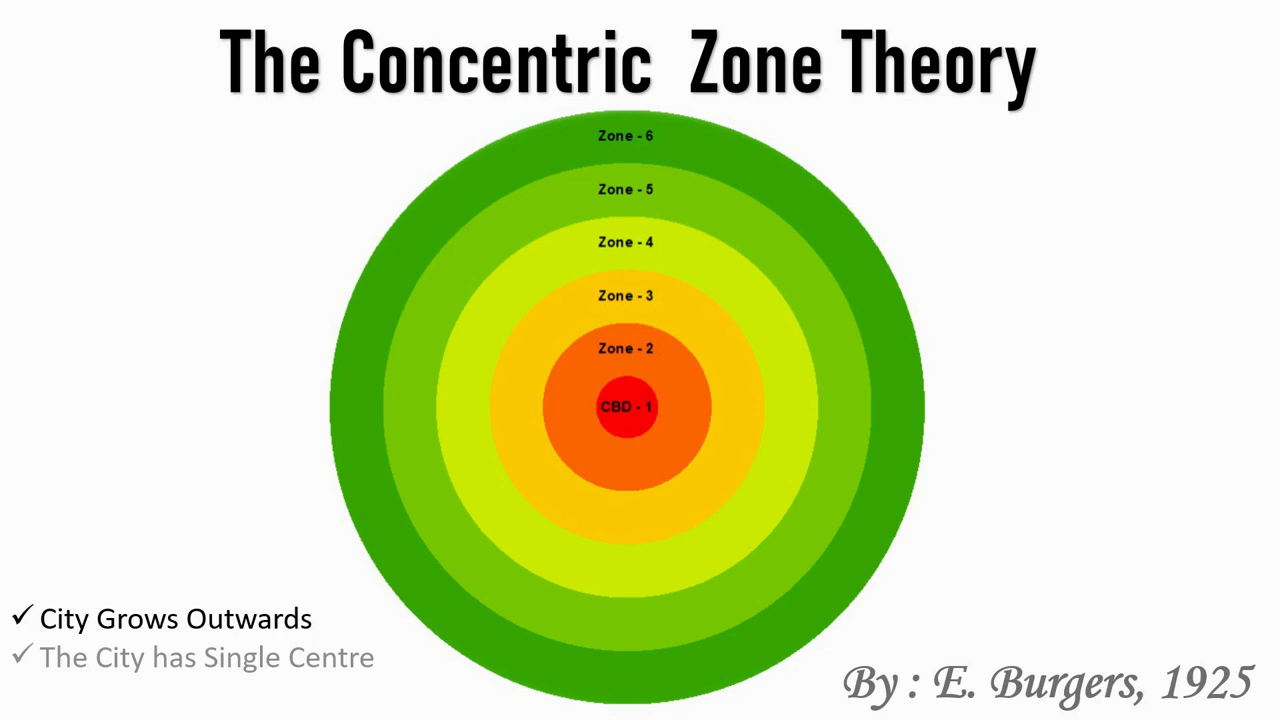 The Concentric Zone Theory
Zone - 6
Zone - 5
Zone - 4
Zone - 3
Zone - 2
CBD - 1
✓ City Grows Outwards
✓ The City has Single Centre
By : E. Burgers, 1925